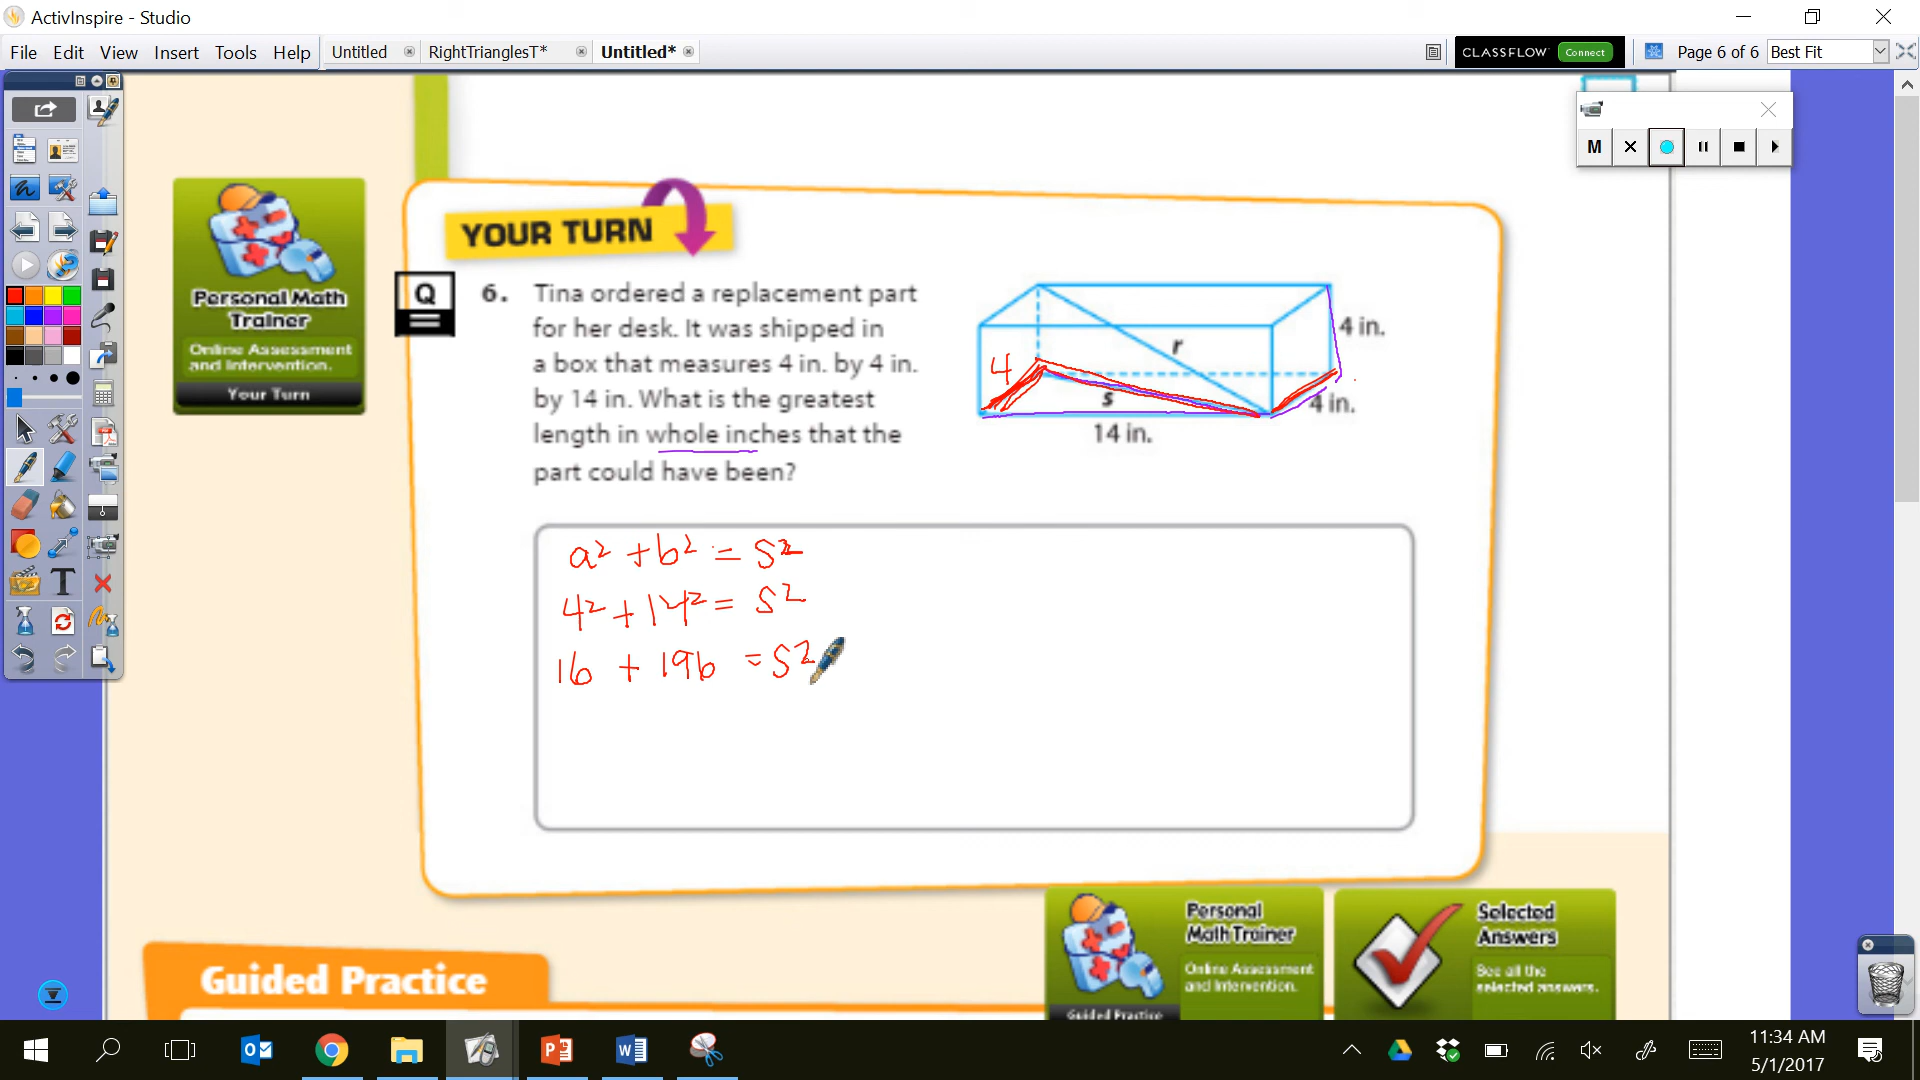 ActivInspire - Studio
File Edit View Insert Tools Help
Untitled RightTrianglesT* Untitled*
CLASSFLOW Connect
Page 6 of 6 Best Fit
M
YOUR TURN
Personal Math Trainer
Online Assessment and Intervention.
Your Turn
Q
6. Tina ordered a replacement part
for her desk. It was shipped in
a box that measures 4 in. by 4 in.
by 14 in. What is the greatest
length in whole inches that the
part could have been?
r
4 in.
4
s
4 in.
14 in.
a² + b² = s²
4² + 14² = s²
16 + 196 = s²
Guided Practice
Personal
Math Trainer
Online Assessment
and Intervention.
Guided Practice
Selected
Answers
See all the
selected answers.
11:34 AM
5/1/2017